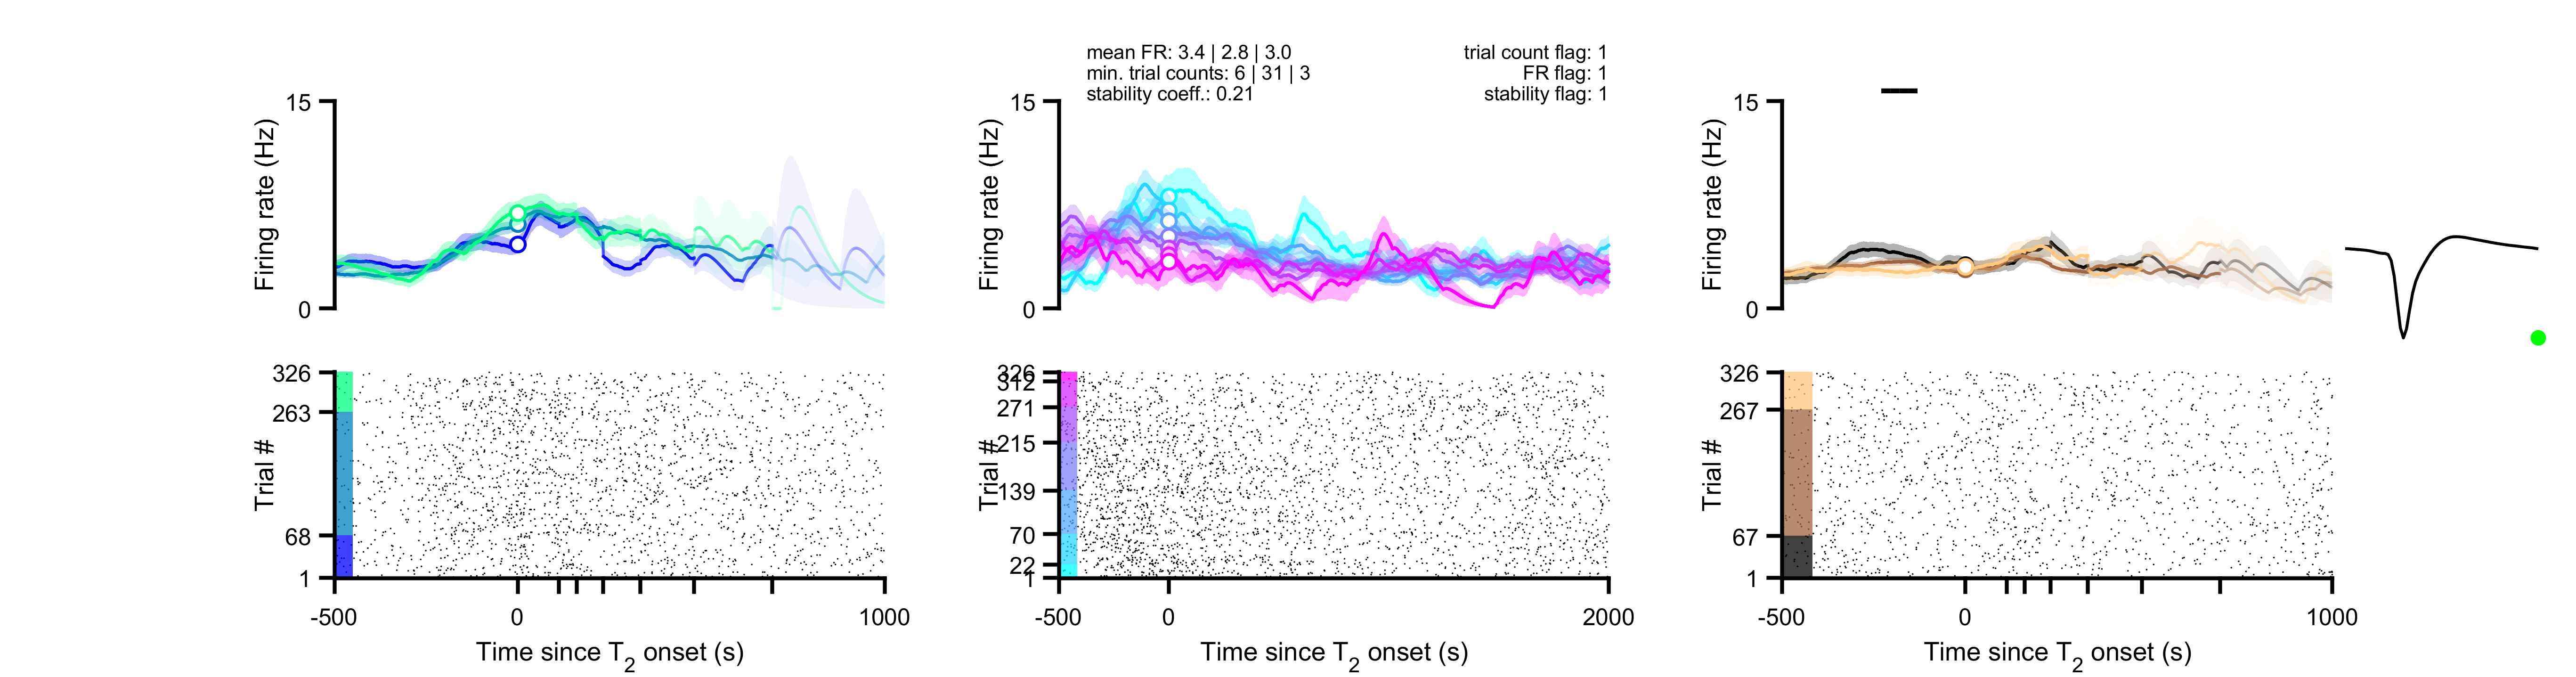 mean FR: 3.4 | 2.8 | 3.0
min. trial counts: 6 | 31 | 3
stability coeff.: 0.21
trial count flag: 1
FR flag: 1
stability flag: 1
15
Firing rate (Hz)
0
326
263
Trial #
68
1
-500
0
1000
Time since T2 onset (s)
15
Firing rate (Hz)
0
326
312
271
215
Trial #
139
70
22
1
-500
0
2000
Time since T2 onset (s)
15
Firing rate (Hz)
0
326
267
Trial #
67
1
-500
0
1000
Time since T2 onset (s)